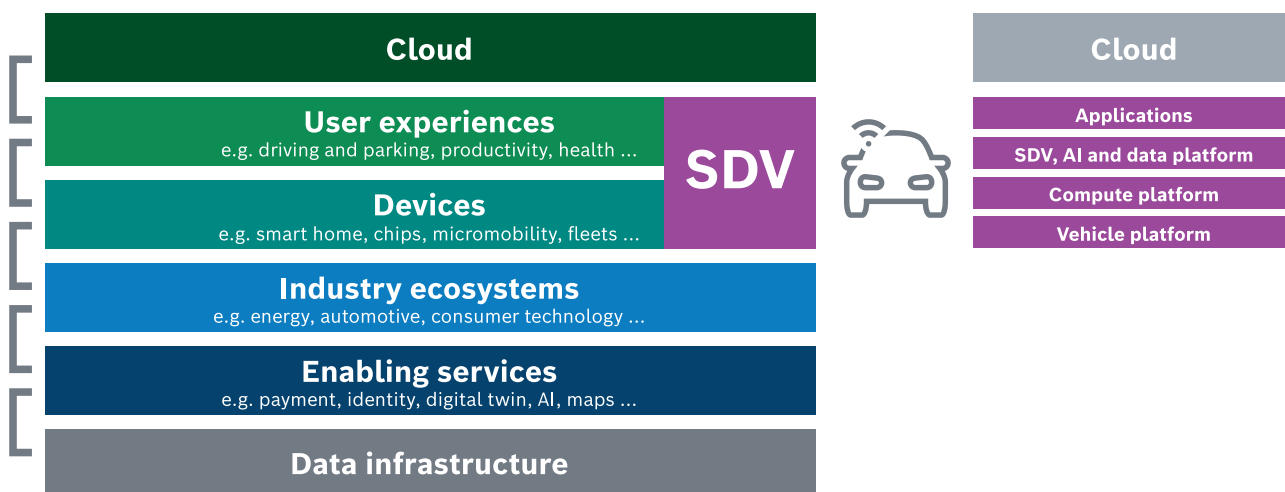 Cloud
User experiences
e.g. driving and parking, productivity, health ...
SDV
Devices
e.g. smart home, chips, micromobility, fleets ...
Industry ecosystems
e.g. energy, automotive, consumer technology ...
Enabling services
e.g. payment, identity, digital twin, AI, maps ...
Data infrastructure
Cloud
Applications
SDV, AI and data platform
Compute platform
Vehicle platform